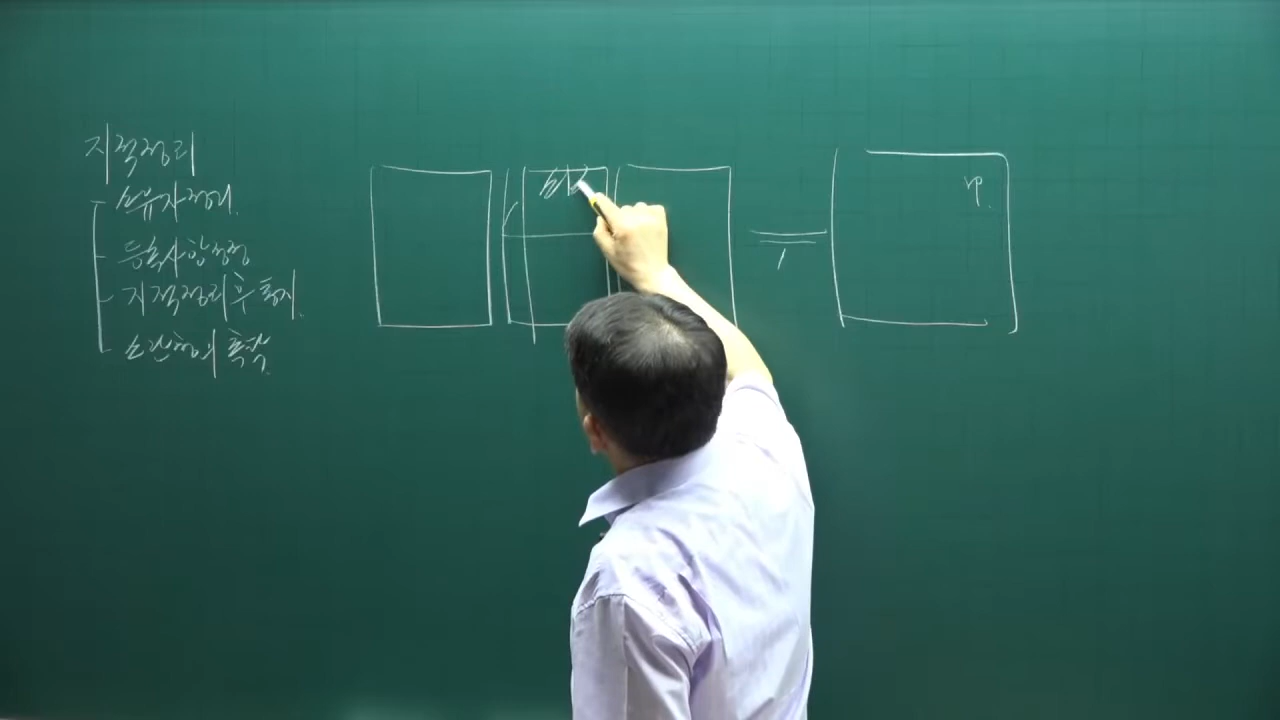 지적정리
소유자정리
등록사항정정
지적정리 후 통지
소관청의 촉탁